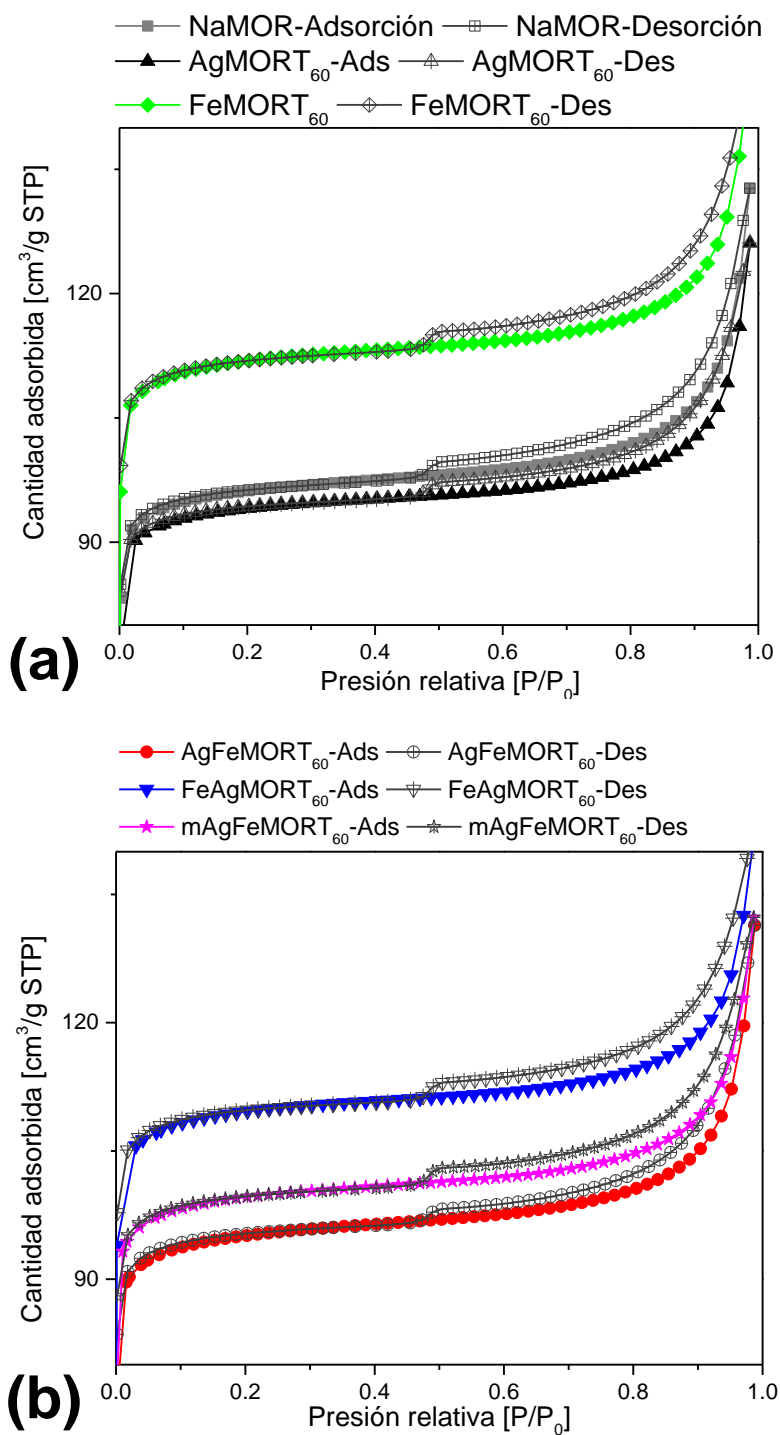 NaMOR-Adsorción NaMOR-Desorción
AgMORT60-Ads AgMORT60-Des
FeMORT60 FeMORT60-Des
Cantidad adsorbida [cm3/g STP]
120
90
0.0 0.2 0.4 0.6 0.8 1.0
Presión relativa [P/P0]
(a)
AgFeMORT60-Ads AgFeMORT60-Des
FeAgMORT60-Ads FeAgMORT60-Des
mAgFeMORT60-Ads mAgFeMORT60-Des
Cantidad adsorbida [cm3/g STP]
120
90
0.0 0.2 0.4 0.6 0.8 1.0
Presión relativa [P/P0]
(b)